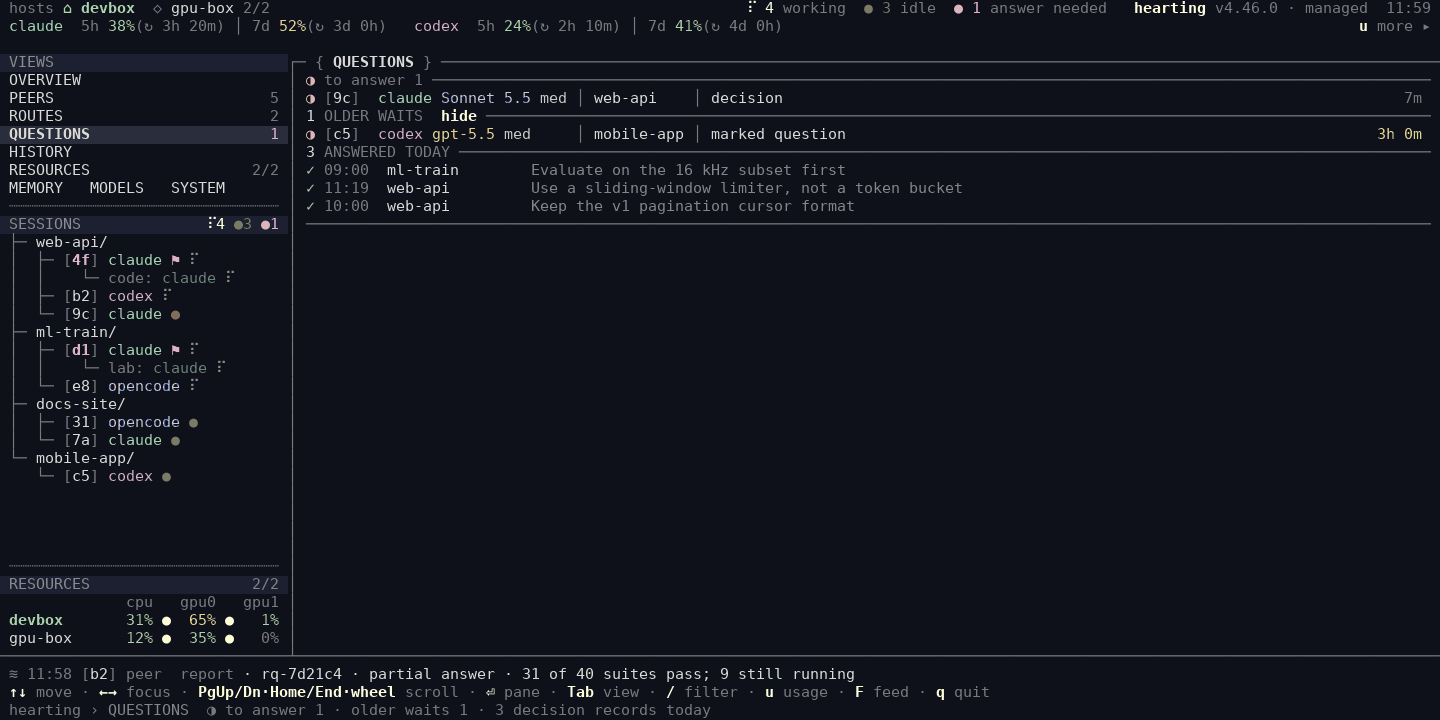 hosts ⌂ devbox ◇ gpu-box 2/2 ⠏ 4 working ● 3 idle ● 1 answer needed hearting v4.46.0 · managed 11:59
claude 5h 38%(↻ 3h 20m) │ 7d 52%(↻ 3d 0h) codex 5h 24%(↻ 2h 10m) │ 7d 41%(↻ 4d 0h) u more ▸
VIEWS
OVERVIEW
PEERS 5
ROUTES 2
QUESTIONS 1
HISTORY
RESOURCES 2/2
MEMORY MODELS SYSTEM
SESSIONS ⠏4 ●3 ●1
├─ web-api/
│ ├─ [4f] claude ⚑ ⠏
│ │ └─ code: claude ⠏
│ ├─ [b2] codex ⠏
│ └─ [9c] claude ●
├─ ml-train/
│ ├─ [d1] claude ⚑ ⠏
│ │ └─ lab: claude ⠏
│ └─ [e8] opencode ⠏
├─ docs-site/
│ ├─ [31] opencode ●
│ └─ [7a] claude ●
└─ mobile-app/
└─ [c5] codex ●
RESOURCES 2/2
cpu gpu0 gpu1
devbox 31% ● 65% ● 1%
gpu-box 12% ● 35% ● 0%
{ QUESTIONS }
◑ to answer 1
◑ [9c] claude Sonnet 5.5 med │ web-api │ decision 7m
1 OLDER WAITS hide
◑ [c5] codex gpt-5.5 med │ mobile-app │ marked question 3h 0m
3 ANSWERED TODAY
✓ 09:00 ml-train Evaluate on the 16 kHz subset first
✓ 11:19 web-api Use a sliding-window limiter, not a token bucket
✓ 10:00 web-api Keep the v1 pagination cursor format
≋ 11:58 [b2] peer report · rq-7d21c4 · partial answer · 31 of 40 suites pass; 9 still running
↑↓ move · ←→ focus · PgUp/Dn·Home/End·wheel scroll · ⏎ pane · Tab view · / filter · u usage · F feed · q quit
hearting › QUESTIONS ◑ to answer 1 · older waits 1 · 3 decision records today